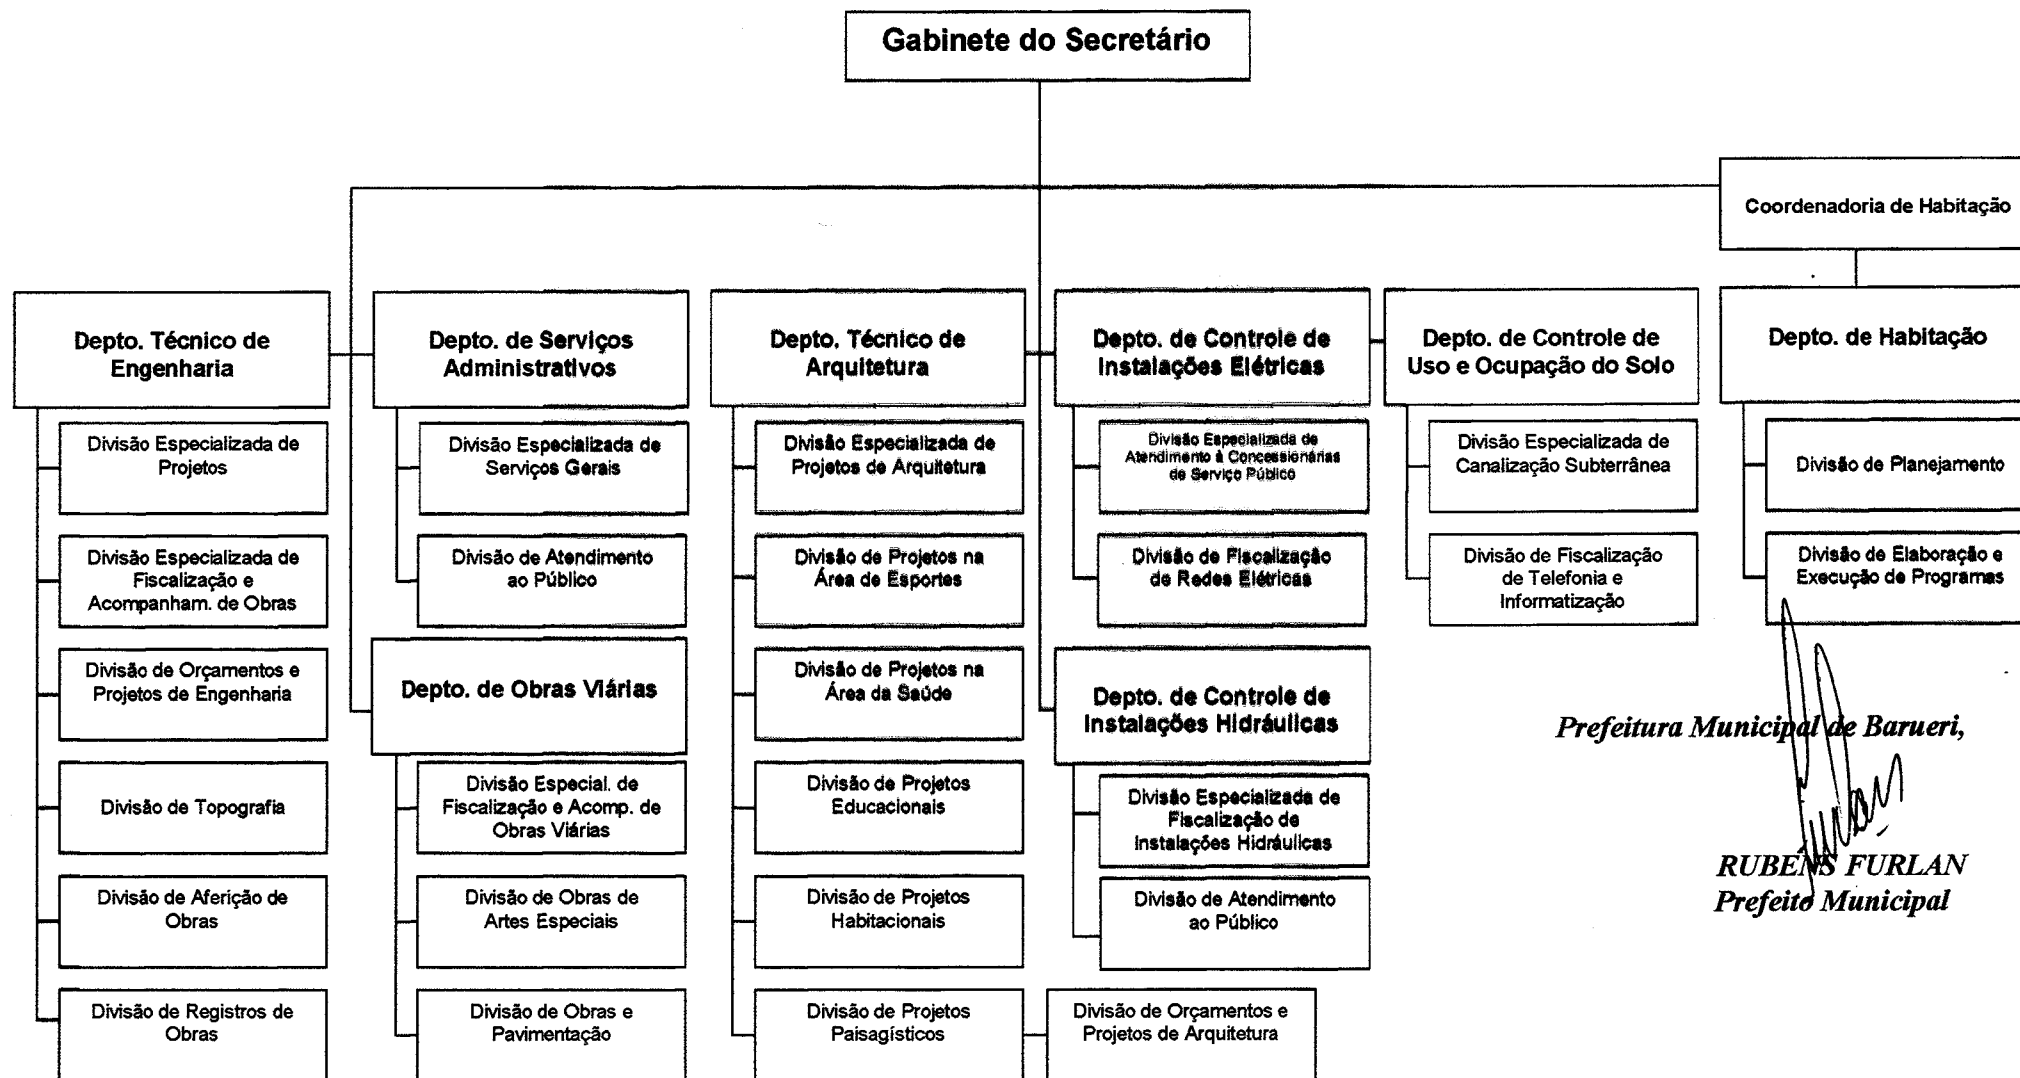 Gabinete do Secretário
Coordenadoria de Habitação
Depto. Técnico de
Engenharia
Divisão Especializada de
Projetos
Divisão Especializada de
Fiscalização e
Acompanham. de Obras
Divisão de Orçamentos e
Projetos de Engenharia
Divisão de Topografia
Divisão de Aferição de
Obras
Divisão de Registros de
Obras
Depto. de Serviços
Administrativos
Divisão Especializada de
Serviços Gerais
Divisão de Atendimento
ao Público
Depto. de Obras Viárias
Divisão Especial. de
Fiscalização e Acomp. de
Obras Viárias
Divisão de Obras de
Artes Especiais
Divisão de Obras e
Pavimentação
Depto. Técnico de
Arquitetura
Divisão Especializada de
Projetos de Arquitetura
Divisão de Projetos na
Área de Esportes
Divisão de Projetos na
Área da Saúde
Divisão de Projetos
Educacionais
Divisão de Projetos
Habitacionais
Divisão de Projetos
Paisagísticos
Divisão de Orçamentos e
Projetos de Arquitetura
Depto. de Controle de
Instalações Elétricas
Divisão Especializada de
Atendimento à Concessionárias
de Serviço Público
Divisão de Fiscalização
de Redes Elétricas
Depto. de Controle de
Instalações Hidráulicas
Divisão Especializada de
Fiscalização de
Instalações Hidráulicas
Divisão de Atendimento
ao Público
Depto. de Controle de
Uso e Ocupação do Solo
Divisão Especializada de
Canalização Subterrânea
Divisão de Fiscalização
de Telefonia e
Informatização
Depto. de Habitação
Divisão de Planejamento
Divisão de Elaboração e
Execução de Programas
Prefeitura Municipal de Barueri,
RUBENS FURLAN
Prefeito Municipal